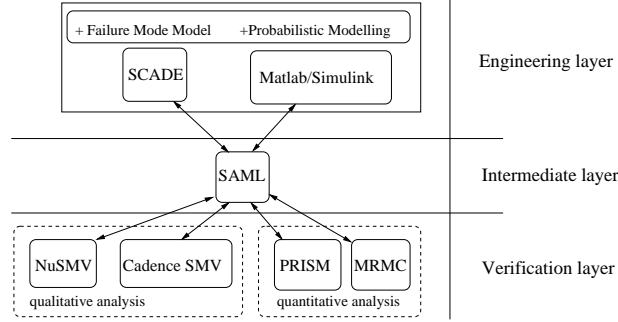 + Failure Mode Model
+Probabilistic Modelling
SCADE
Matlab/Simulink
Engineering layer
SAML
Intermediate layer
NuSMV
Cadence SMV
PRISM
MRMC
Verification layer
qualitative analysis
quantitative analysis